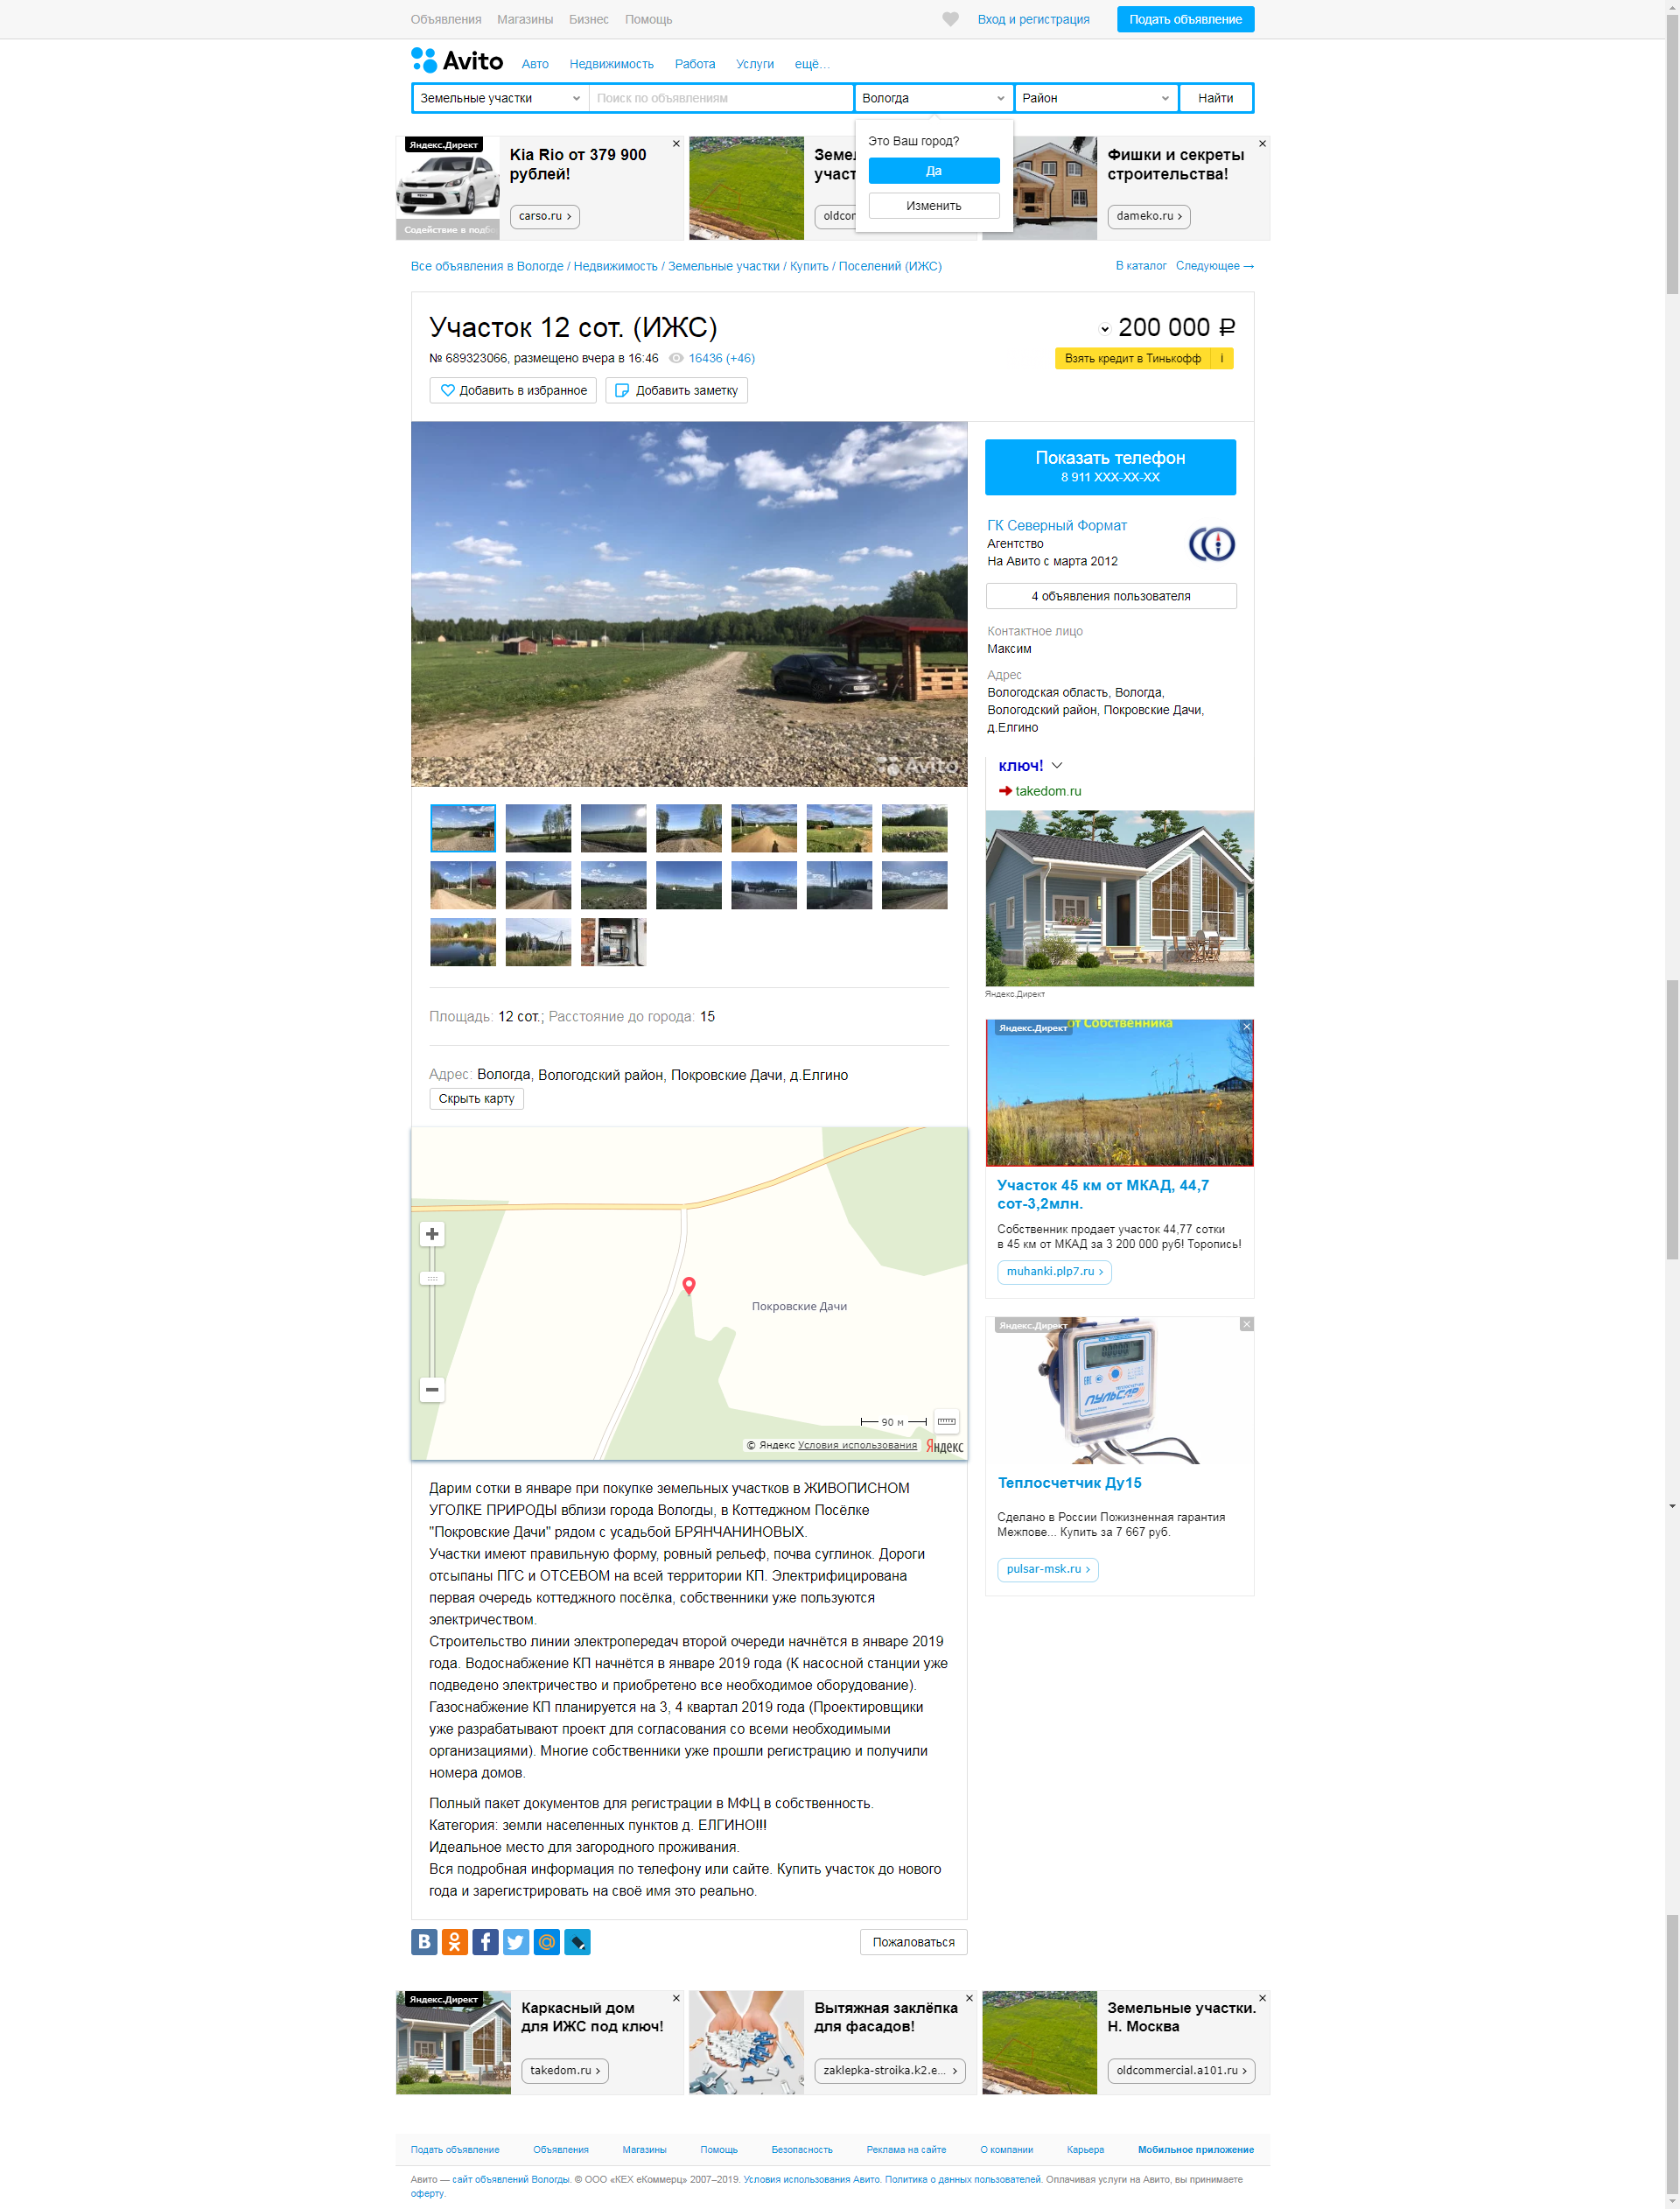 Объявления Магазины Бизнес Помощь
Вход и регистрация
Подать объявление
Avito Авто Недвижимость Работа Услуги ещё...
Земельные участки
Поиск по объявлениям
Вологда
Район
Найти
Это Ваш город?
Да
Изменить
Яндекс.Директ
Kia Rio от 379 900
рублей!
carso.ru
Фишки и секреты
строительства!
dameko.ru
Все объявления в Вологде / Недвижимость / Земельные участки / Купить / Поселений (ИЖС)
В каталог Следующее →
Участок 12 сот. (ИЖС)
200 000 ₽
№ 689323066, размещено вчера в 16:46 16436 (+46)
Взять кредит в Тинькофф i
Добавить в избранное
Добавить заметку
Avito
Показать телефон
8 911 XXX-XX-XX
ГК Северный Формат
Агентство
На Авито с марта 2012
4 объявления пользователя
Контактное лицо
Максим
Адрес
Вологодская область, Вологда,
Вологодский район, Покровские Дачи,
д.Елгино
ключ!
takedom.ru
Яндекс.Директ
Площадь: 12 сот.; Расстояние до города: 15
Адрес: Вологда, Вологодский район, Покровские Дачи, д.Елгино
Скрыть карту
Покровские Дачи
90 м
© Яндекс Условия использования Яндекс
Яндекс.Директ
от Собственника
Участок 45 км от МКАД, 44,7
сот-3,2млн.
Собственник продает участок 44,77 сотки
в 45 км от МКАД за 3 200 000 руб! Торопись!
muhanki.plp7.ru
Яндекс.Директ
ПУЛЬСАР
Теплосчетчик Ду15
Сделано в России Пожизненная гарантия
Межпове... Купить за 7 667 руб.
pulsar-msk.ru
Дарим сотки в январе при покупке земельных участков в ЖИВОПИСНОМ
УГОЛКЕ ПРИРОДЫ вблизи города Вологды, в Коттеджном Посёлке
"Покровские Дачи" рядом с усадьбой БРЯНЧАНИНОВЫХ.
Участки имеют правильную форму, ровный рельеф, почва суглинок. Дороги
отсыпаны ПГС и ОТСЕВОМ на всей территории КП. Электрифицирована
первая очередь коттеджного посёлка, собственники уже пользуются
электричеством.
Строительство линии электропередач второй очереди начнётся в январе 2019
года. Водоснабжение КП начнётся в январе 2019 года (К насосной станции уже
подведено электричество и приобретено все необходимое оборудование).
Газоснабжение КП планируется на 3, 4 квартал 2019 года (Проектировщики
уже разрабатывают проект для согласования со всеми необходимыми
организациями). Многие собственники уже прошли регистрацию и получили
номера домов.
Полный пакет документов для регистрации в МФЦ в собственность.
Категория: земли населенных пунктов д. ЕЛГИНО!!!
Идеальное место для загородного проживания.
Вся подробная информация по телефону или сайте. Купить участок до нового
года и зарегистрировать на своё имя это реально.
Пожаловаться
Яндекс.Директ
Каркасный дом
для ИЖС под ключ!
takedom.ru
Вытяжная заклёпка
для фасадов!
zaklepka-stroika.k2.e...
Земельные участки.
Н. Москва
oldcommercial.a101.ru
Подать объявление Объявления Магазины Помощь Безопасность Реклама на сайте О компании Карьера Мобильное приложение
Авито — сайт объявлений Вологды. © ООО «КЕХ еКоммерц» 2007–2019. Условия использования Авито. Политика о данных пользователей. Оплачивая услуги на Авито, вы принимаете
оферту.